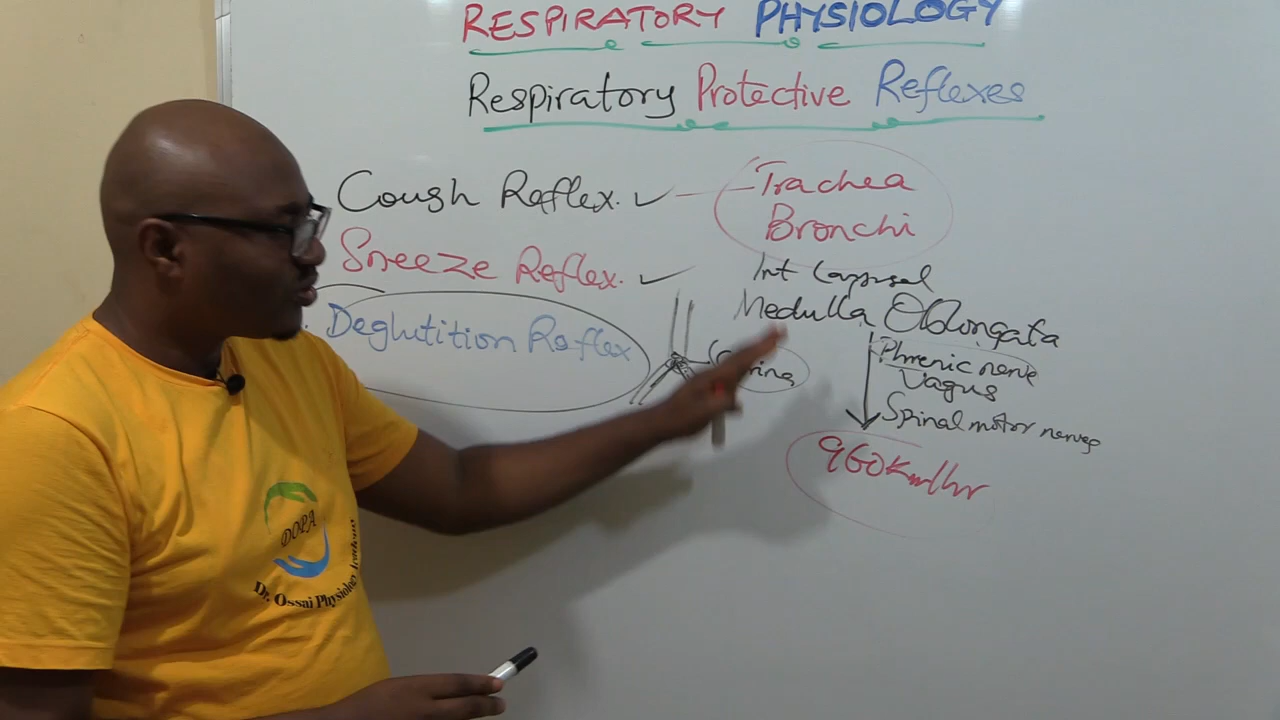 RESPIRATORY PHYSIOLOGY
Respiratory Protective Reflexes
Cough Reflex.
Trachea
Bronchi
Sneeze Reflex.
Int Laryngeal
Medulla Oblongata
Deglutition Reflex
Phrenic nerve
Vagus
Spinal motor nerves
960Km/hr
DOPA
Dr. Ossai Physiology Academy